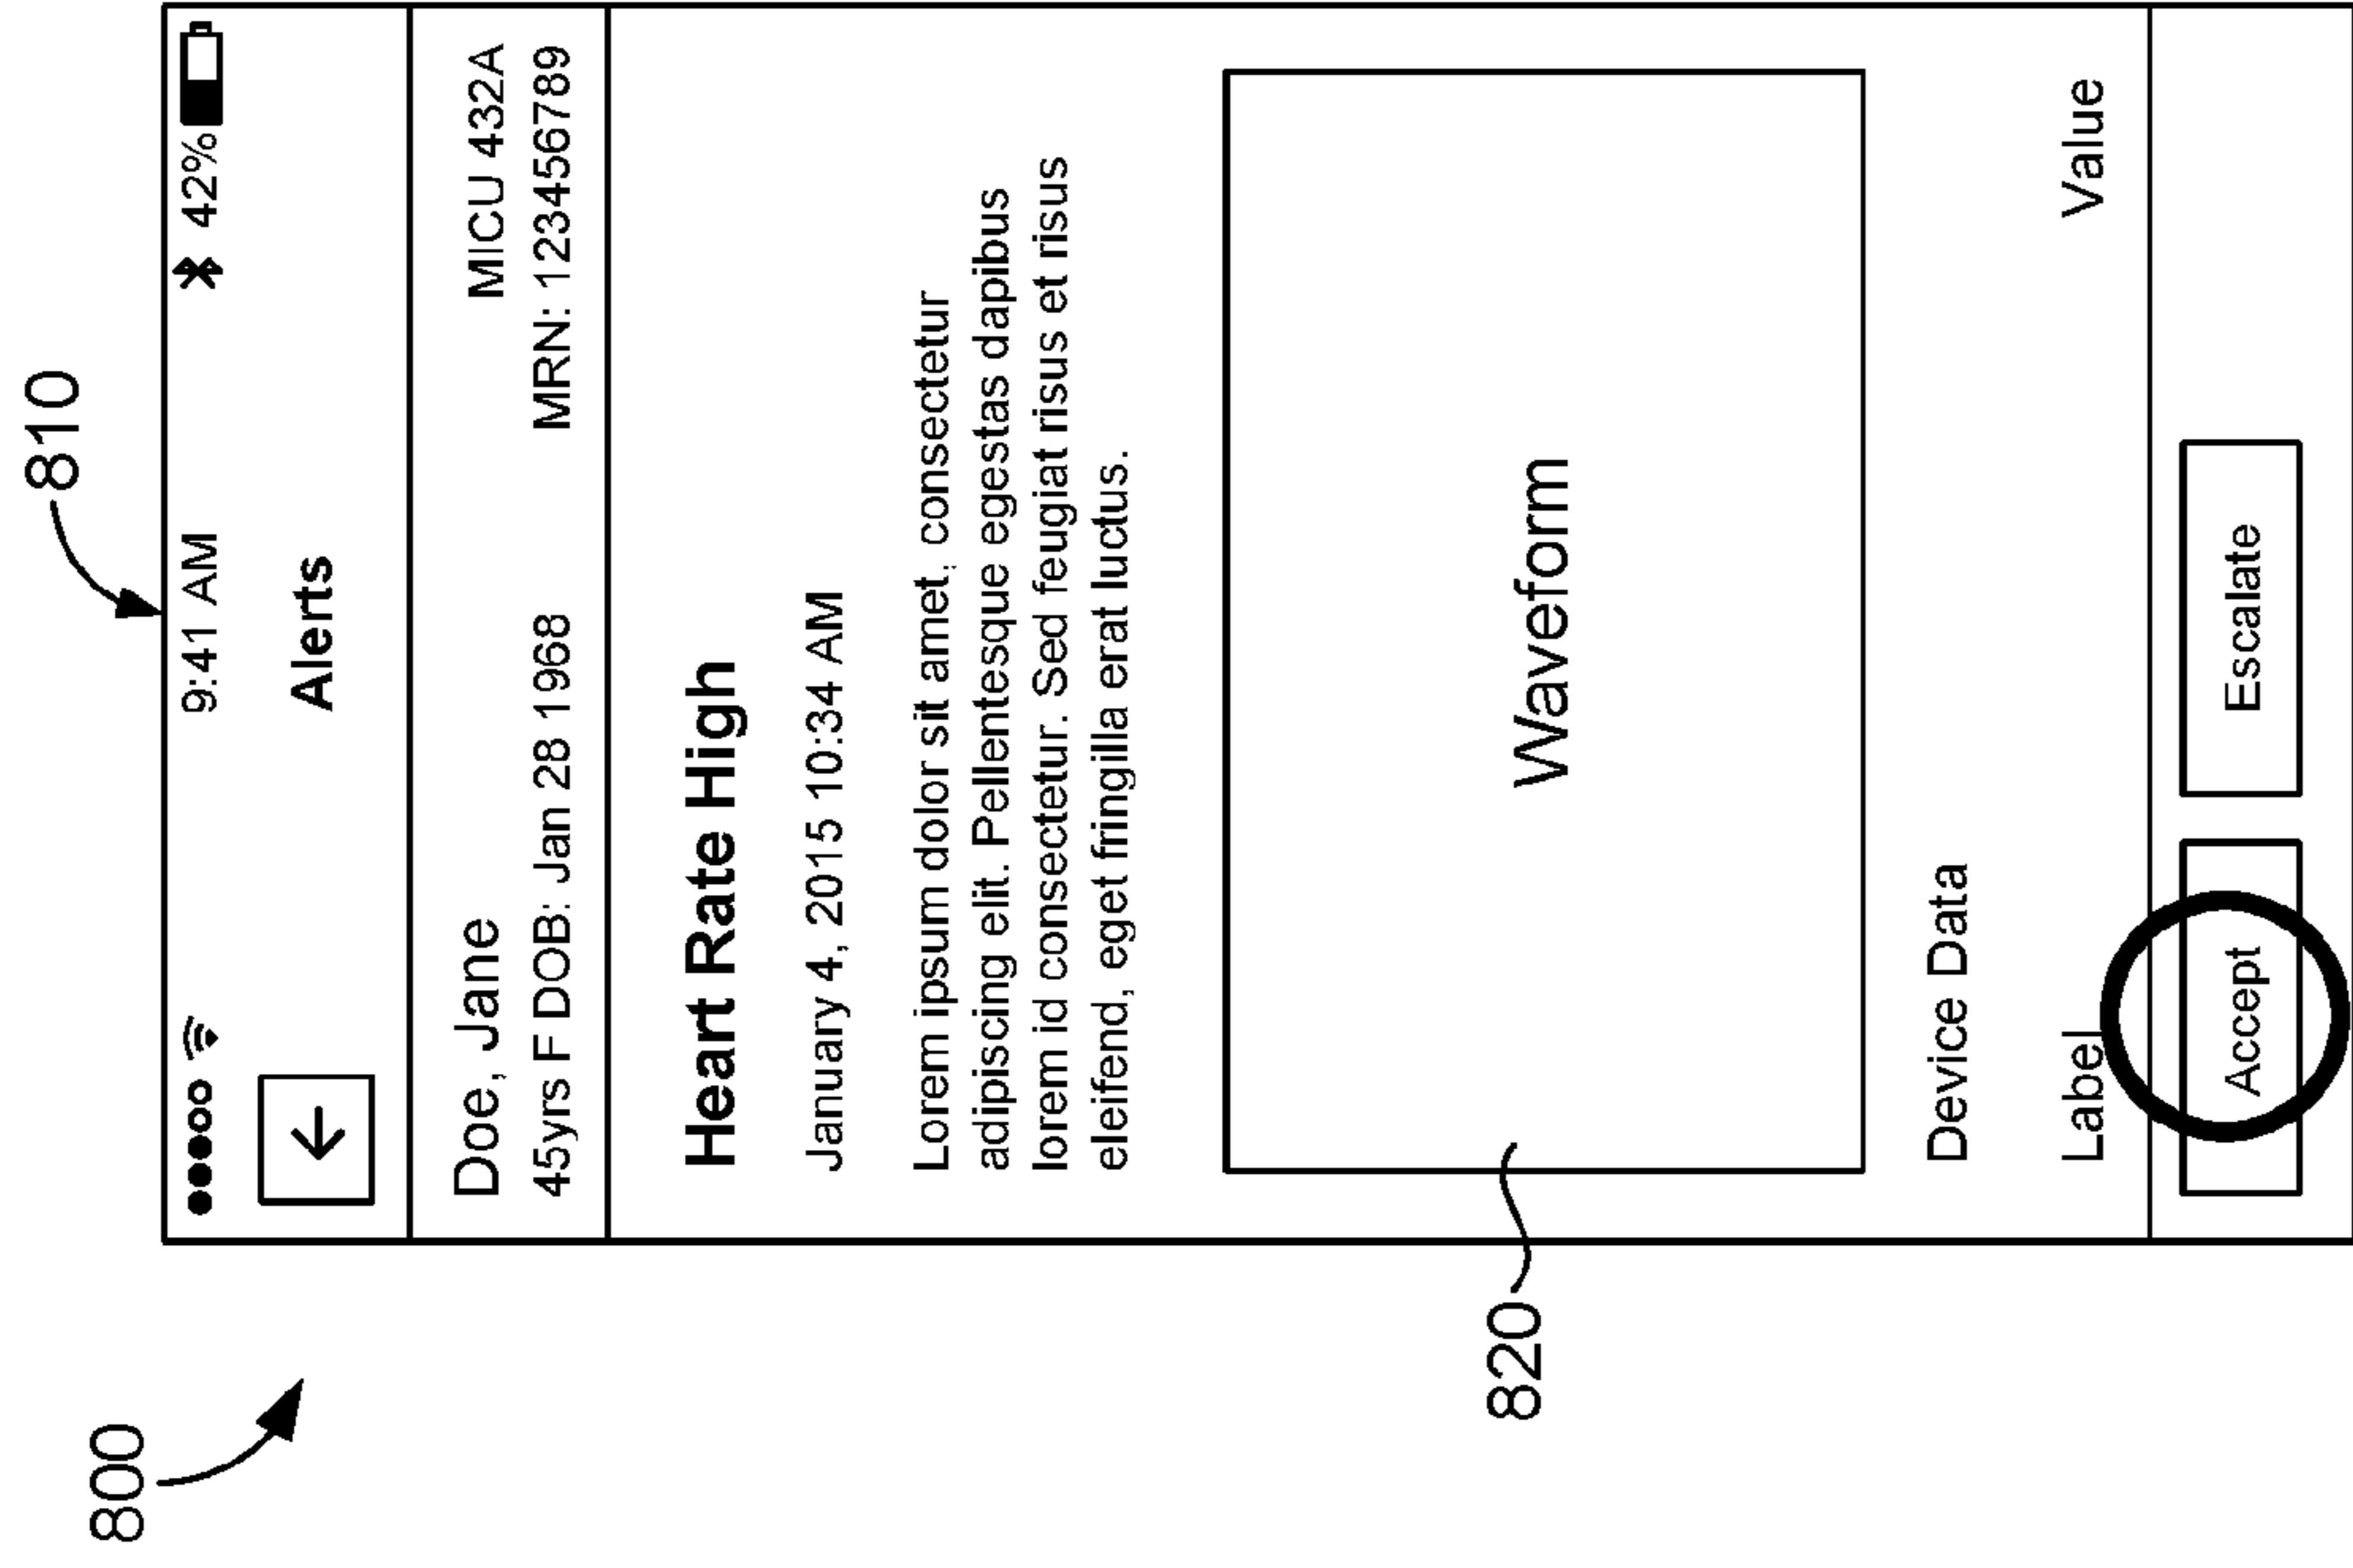 800
810
9:41 AM 42%
Alerts
Doe, Jane MICU 432A
45yrs F DOB: Jan 28 1968 MRN: 123456789
Heart Rate High
January 4, 2015 10:34 AM
Lorem ipsum dolor sit amet, consectetur
adipiscing elit. Pellentesque egestas dapibus
lorem id consectetur. Sed feugiat risus et risus
eleifend, eget fringilla erat luctus.
820
Waveform
Device Data
Label Value
Accept Escalate